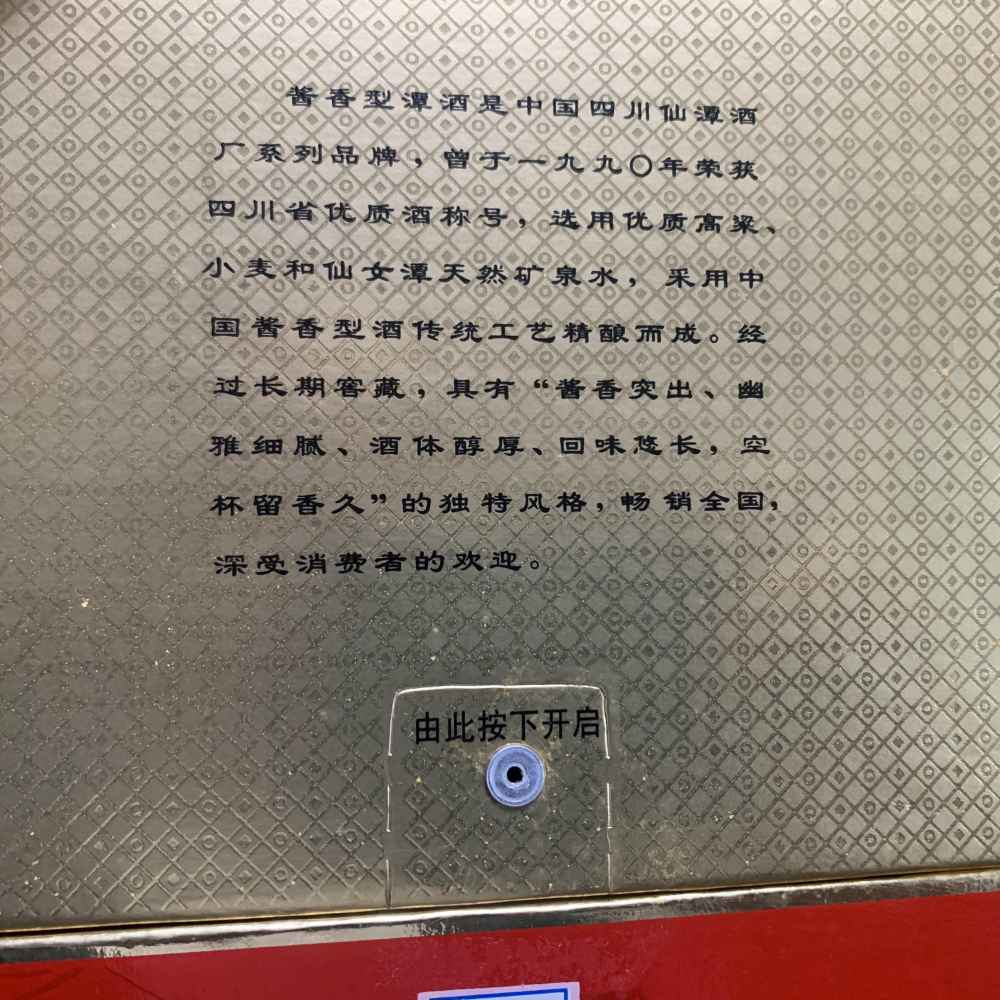 酱香型潭酒是中国四川仙潭酒
厂系列品牌，曾于一九九〇年荣获
四川省优质酒称号，选用优质高粱、
小麦和仙女潭天然矿泉水，采用中
国酱香型酒传统工艺精酿而成。经
过长期窖藏，具有“酱香突出、幽
雅细腻、酒体醇厚、回味悠长，空
杯留香久”的独特风格，畅销全国，
深受消费者的欢迎。
由此按下开启